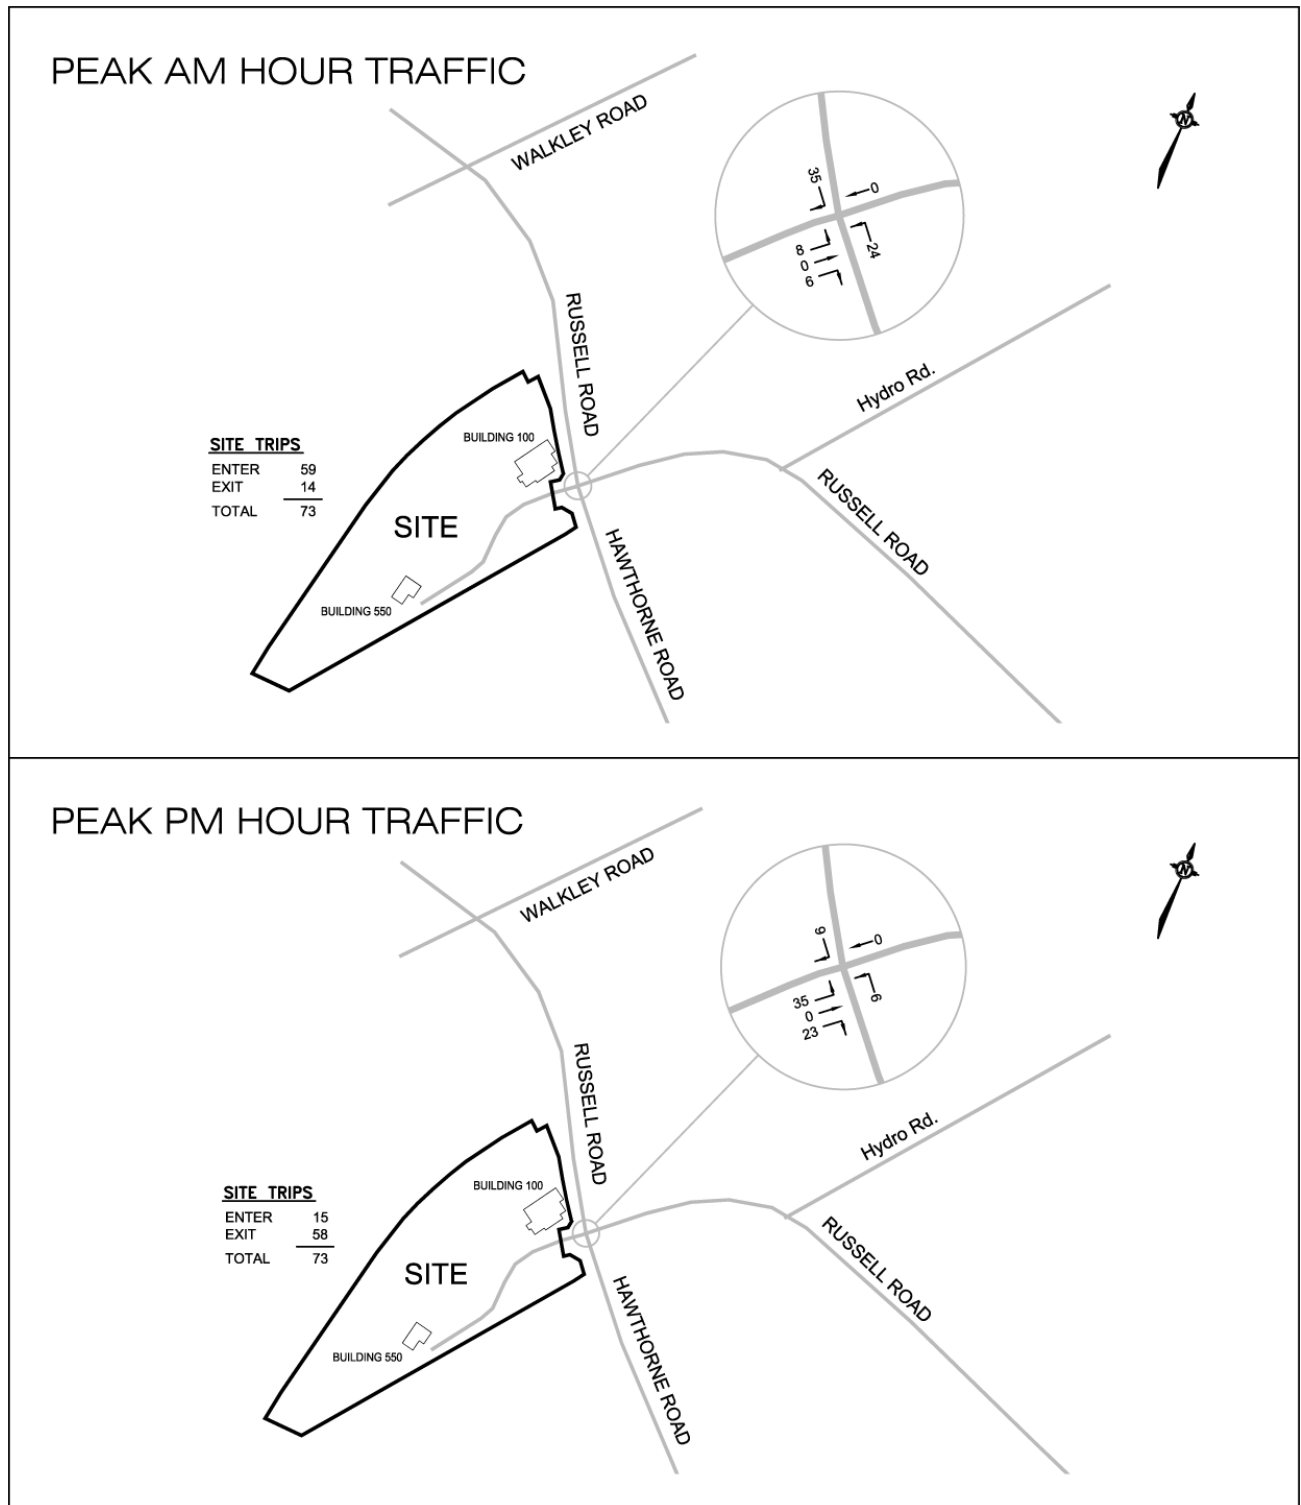 PEAK AM HOUR TRAFFIC
WALKLEY ROAD
N
35
0
8
0
6
24
RUSSELL ROAD
Hydro Rd.
BUILDING 100
SITE TRIPS
ENTER 59
EXIT 14
TOTAL 73
SITE
RUSSELL ROAD
HAWTHORNE ROAD
BUILDING 550
PEAK PM HOUR TRAFFIC
WALKLEY ROAD
N
9
0
35
0
23
6
RUSSELL ROAD
Hydro Rd.
BUILDING 100
SITE TRIPS
ENTER 15
EXIT 58
TOTAL 73
SITE
RUSSELL ROAD
HAWTHORNE ROAD
BUILDING 550